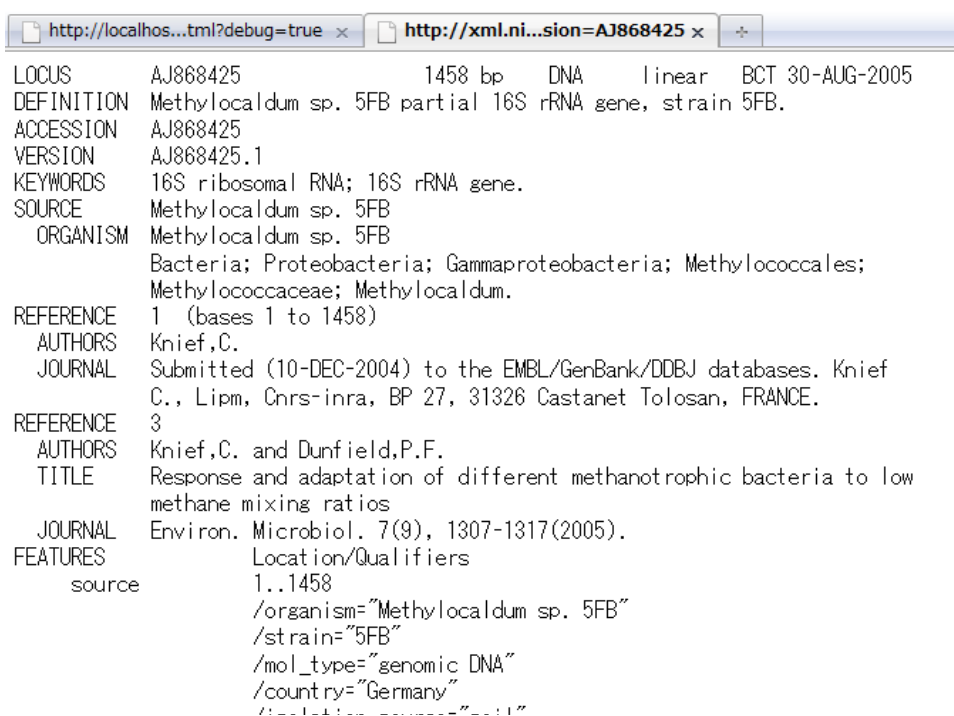 http://localhos...tml?debug=true × http://xml.ni...sion=AJ868425 × +
LOCUS       AJ868425                1458 bp    DNA     linear   BCT 30-AUG-2005
DEFINITION  Methylocaldum sp. 5FB partial 16S rRNA gene, strain 5FB.
ACCESSION   AJ868425
VERSION     AJ868425.1
KEYWORDS    16S ribosomal RNA; 16S rRNA gene.
SOURCE      Methylocaldum sp. 5FB
  ORGANISM  Methylocaldum sp. 5FB
            Bacteria; Proteobacteria; Gammaproteobacteria; Methylococcales;
            Methylococcaceae; Methylocaldum.
REFERENCE   1  (bases 1 to 1458)
  AUTHORS   Knief,C.
  JOURNAL   Submitted (10-DEC-2004) to the EMBL/GenBank/DDBJ databases. Knief
            C., Lipm, Cnrs-inra, BP 27, 31326 Castanet Tolosan, FRANCE.
REFERENCE   3
  AUTHORS   Knief,C. and Dunfield,P.F.
  TITLE     Response and adaptation of different methanotrophic bacteria to low
            methane mixing ratios
  JOURNAL   Environ. Microbiol. 7(9), 1307-1317(2005).
FEATURES             Location/Qualifiers
     source          1..1458
                     /organism="Methylocaldum sp. 5FB"
                     /strain="5FB"
                     /mol_type="genomic DNA"
                     /country="Germany"